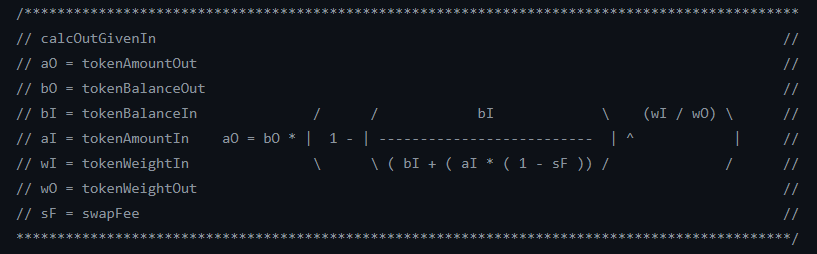 /**********************************************************************************************
// calcOutGivenIn                                                                            //
// aO = tokenAmountOut                                                                       //
// bO = tokenBalanceOut                                                                      //
// bI = tokenBalanceIn              /      /            bI             \    (wI / wO) \      //
// aI = tokenAmountIn    aO = bO * |  1 - | --------------------------  | ^            |     //
// wI = tokenWeightIn               \      \ ( bI + ( aI * ( 1 - sF )) /              /      //
// wO = tokenWeightOut                                                                       //
// sF = swapFee                                                                              //
**********************************************************************************************/